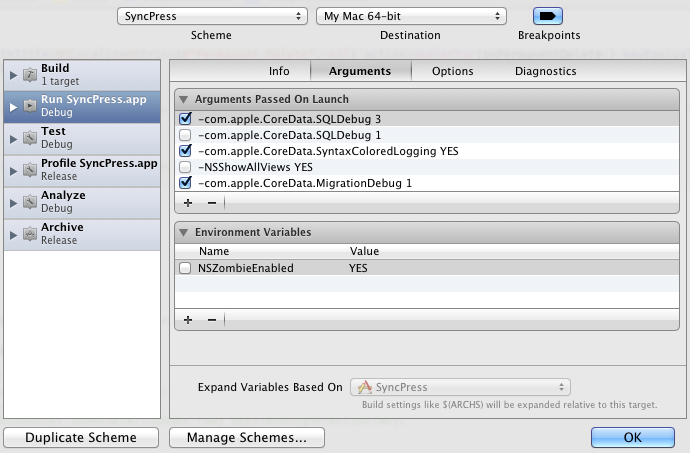 SyncPress
My Mac 64-bit
Scheme
Destination
Breakpoints
Build
1 target
Run SyncPress.app
Debug
Test
Debug
Profile SyncPress.app
Release
Analyze
Debug
Archive
Release
Info
Arguments
Options
Diagnostics
Arguments Passed On Launch
-com.apple.CoreData.SQLDebug 3
-com.apple.CoreData.SQLDebug 1
-com.apple.CoreData.SyntaxColoredLogging YES
-NSShowAllViews YES
-com.apple.CoreData.MigrationDebug 1
Environment Variables
Name Value
NSZombieEnabled YES
Expand Variables Based On SyncPress
Build settings like $(ARCHS) will be expanded relative to this target.
Duplicate Scheme
Manage Schemes...
OK